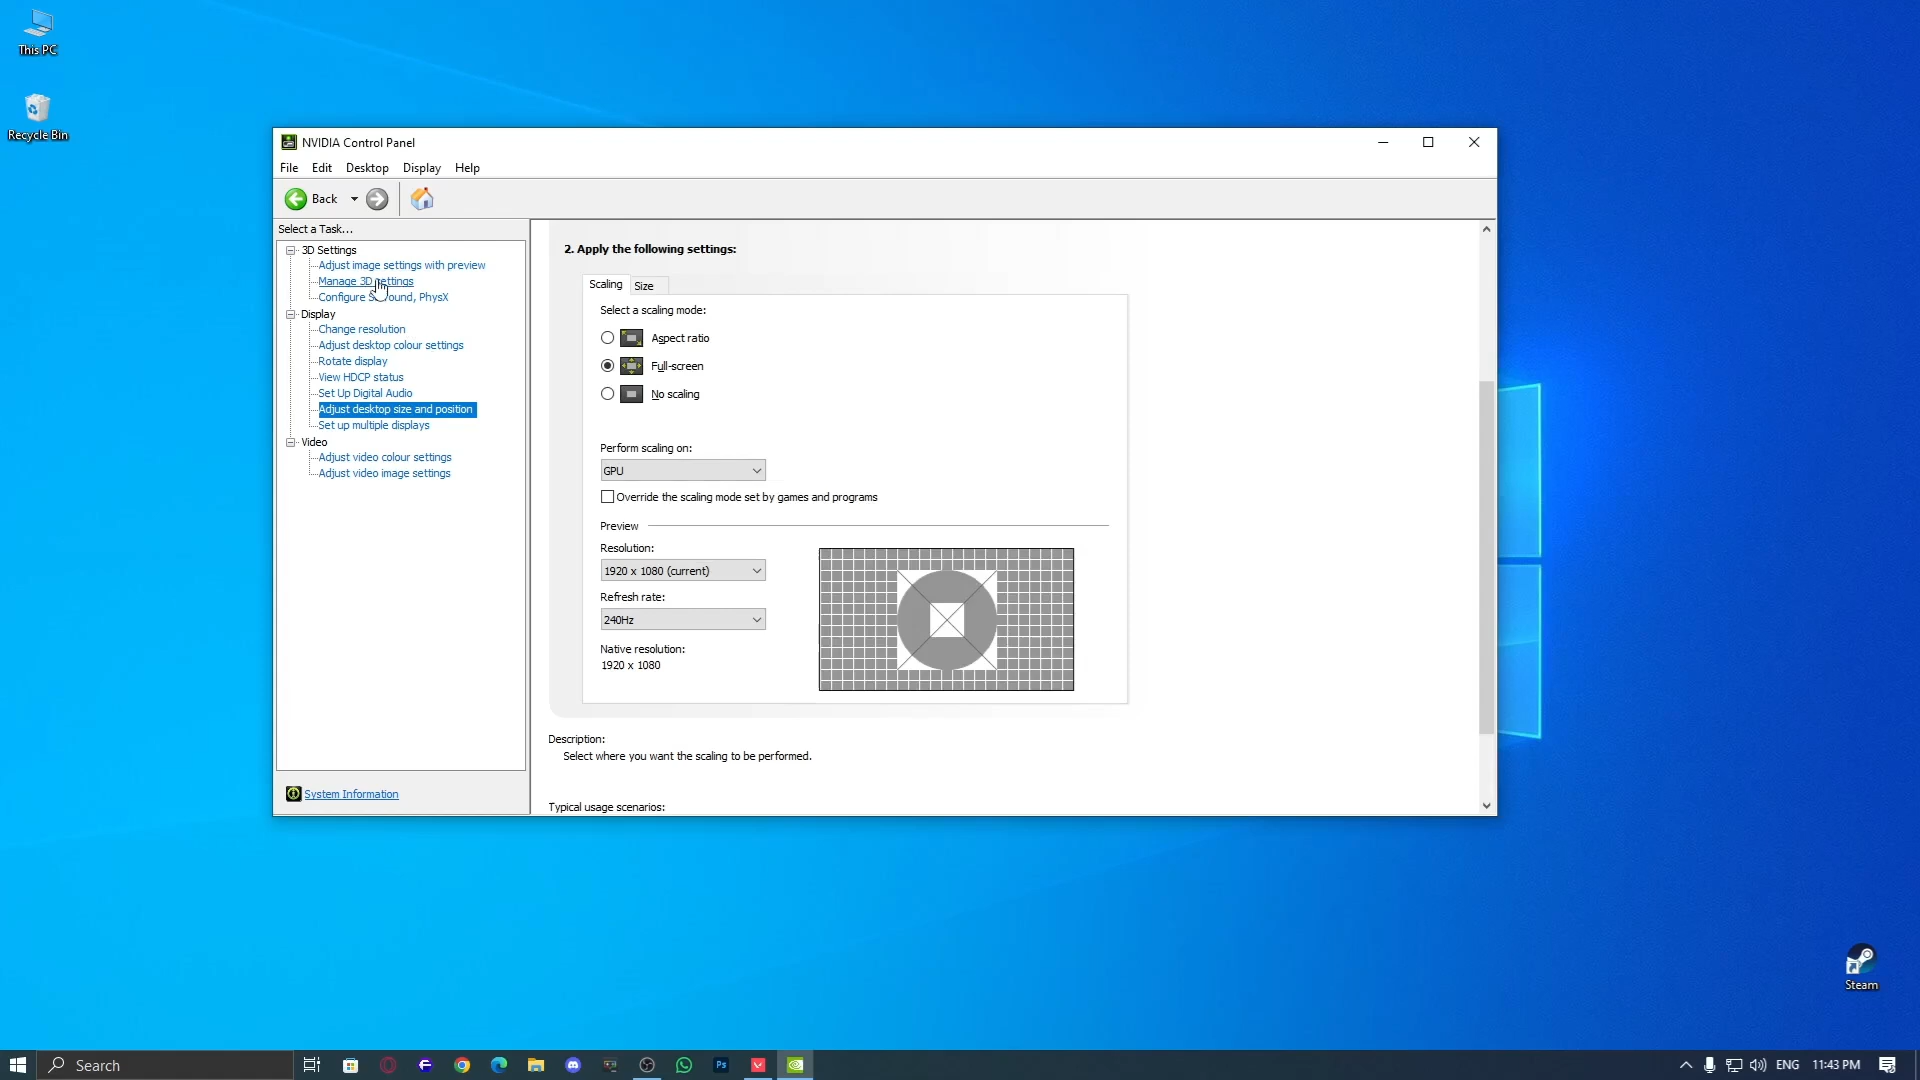 This PC
Recycle Bin
NVIDIA Control Panel
File Edit Desktop Display Help
Back
Select a Task...
3D Settings
Adjust image settings with preview
Manage 3D settings
Configure Surround, PhysX
Display
Change resolution
Adjust desktop colour settings
Rotate display
View HDCP status
Set Up Digital Audio
Adjust desktop size and position
Set up multiple displays
Video
Adjust video colour settings
Adjust video image settings
System Information
2. Apply the following settings:
Scaling Size
Select a scaling mode:
Aspect ratio
Full-screen
No scaling
Perform scaling on:
GPU
Override the scaling mode set by games and programs
Preview
Resolution:
1920 x 1080 (current)
Refresh rate:
240Hz
Native resolution:
1920 x 1080
Description:
Select where you want the scaling to be performed.
Typical usage scenarios:
Steam
Search
Ps
ENG 11:43 PM